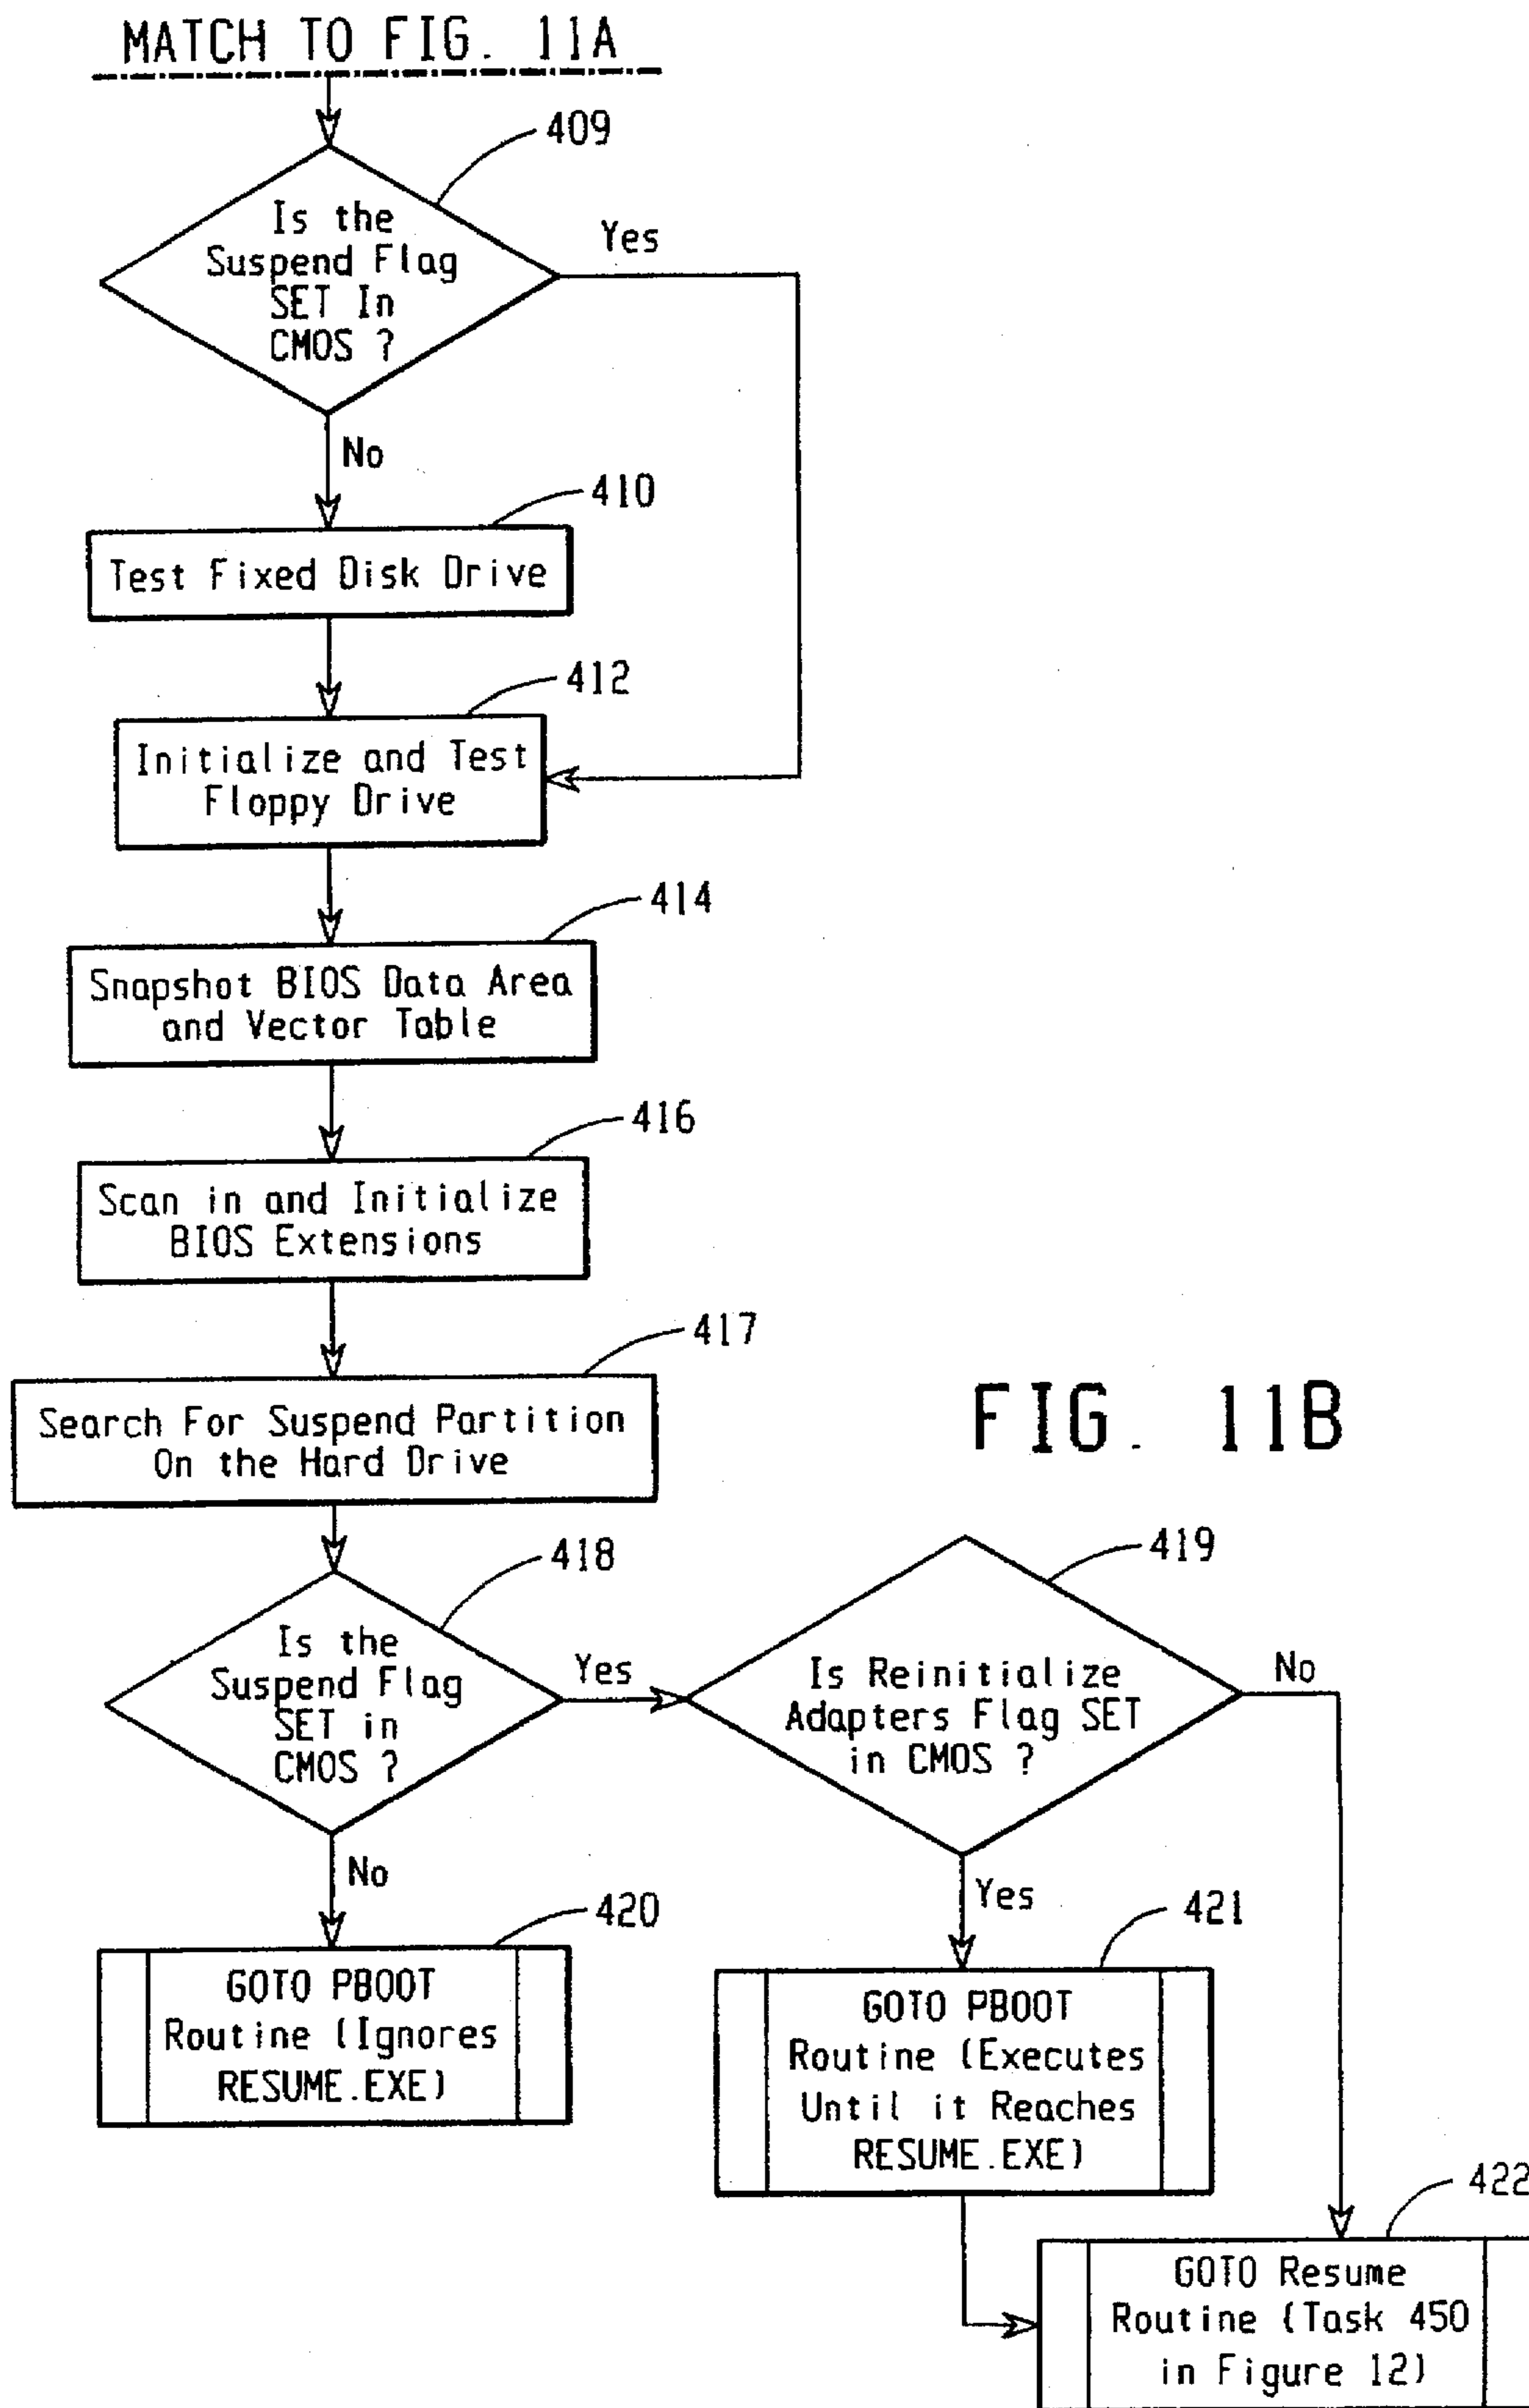 MATCH TO FIG. 11A
409
Is the
Suspend Flag
SET In
CMOS ?
Yes
No
410
Test Fixed Disk Drive
412
Initialize and Test
Floppy Drive
414
Snapshot BIOS Data Area
and Vector Table
416
Scan in and Initialize
BIOS Extensions
417
Search For Suspend Partition
On the Hard Drive
FIG. 11B
418
Is the
Suspend Flag
SET in
CMOS ?
Yes
No
419
Is Reinitialize
Adapters Flag SET
in CMOS ?
No
Yes
420
GOTO PBOOT
Routine (Ignores
RESUME.EXE)
421
GOTO PBOOT
Routine (Executes
Until it Reaches
RESUME.EXE)
422
GOTO Resume
Routine (Task 450
in Figure 12)